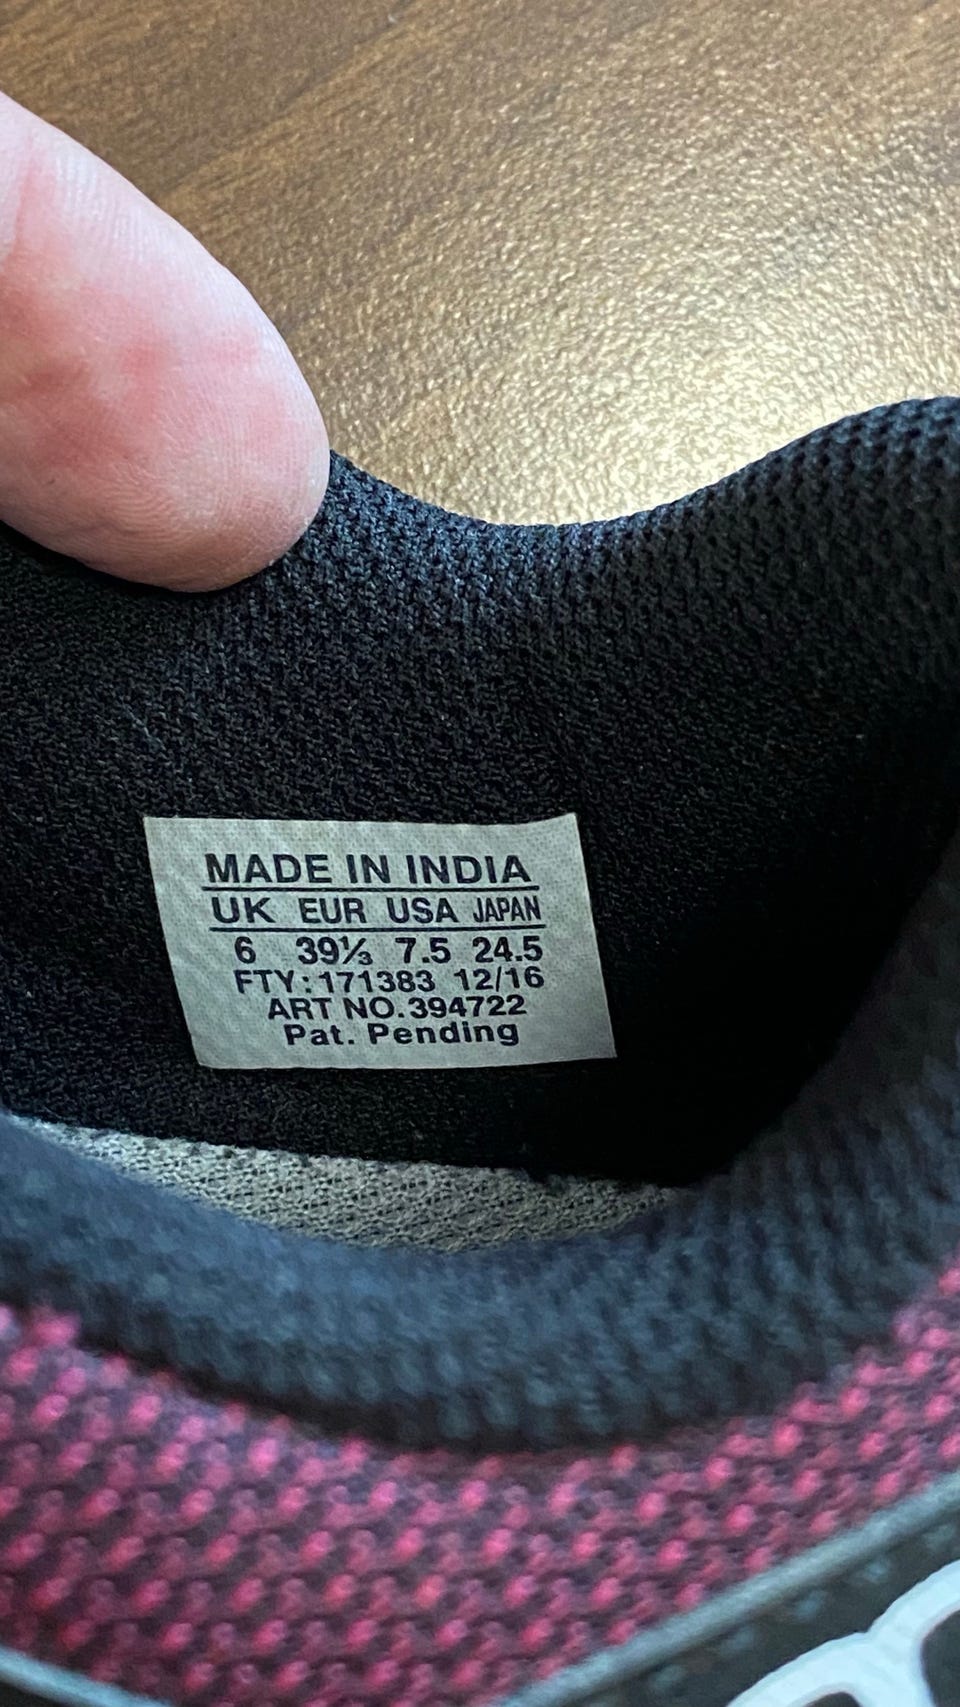 MADE IN INDIA
UK EUR USA JAPAN
6 39⅓ 7.5 24.5
FTY:171383 12/16
ART NO.394722
Pat. Pending